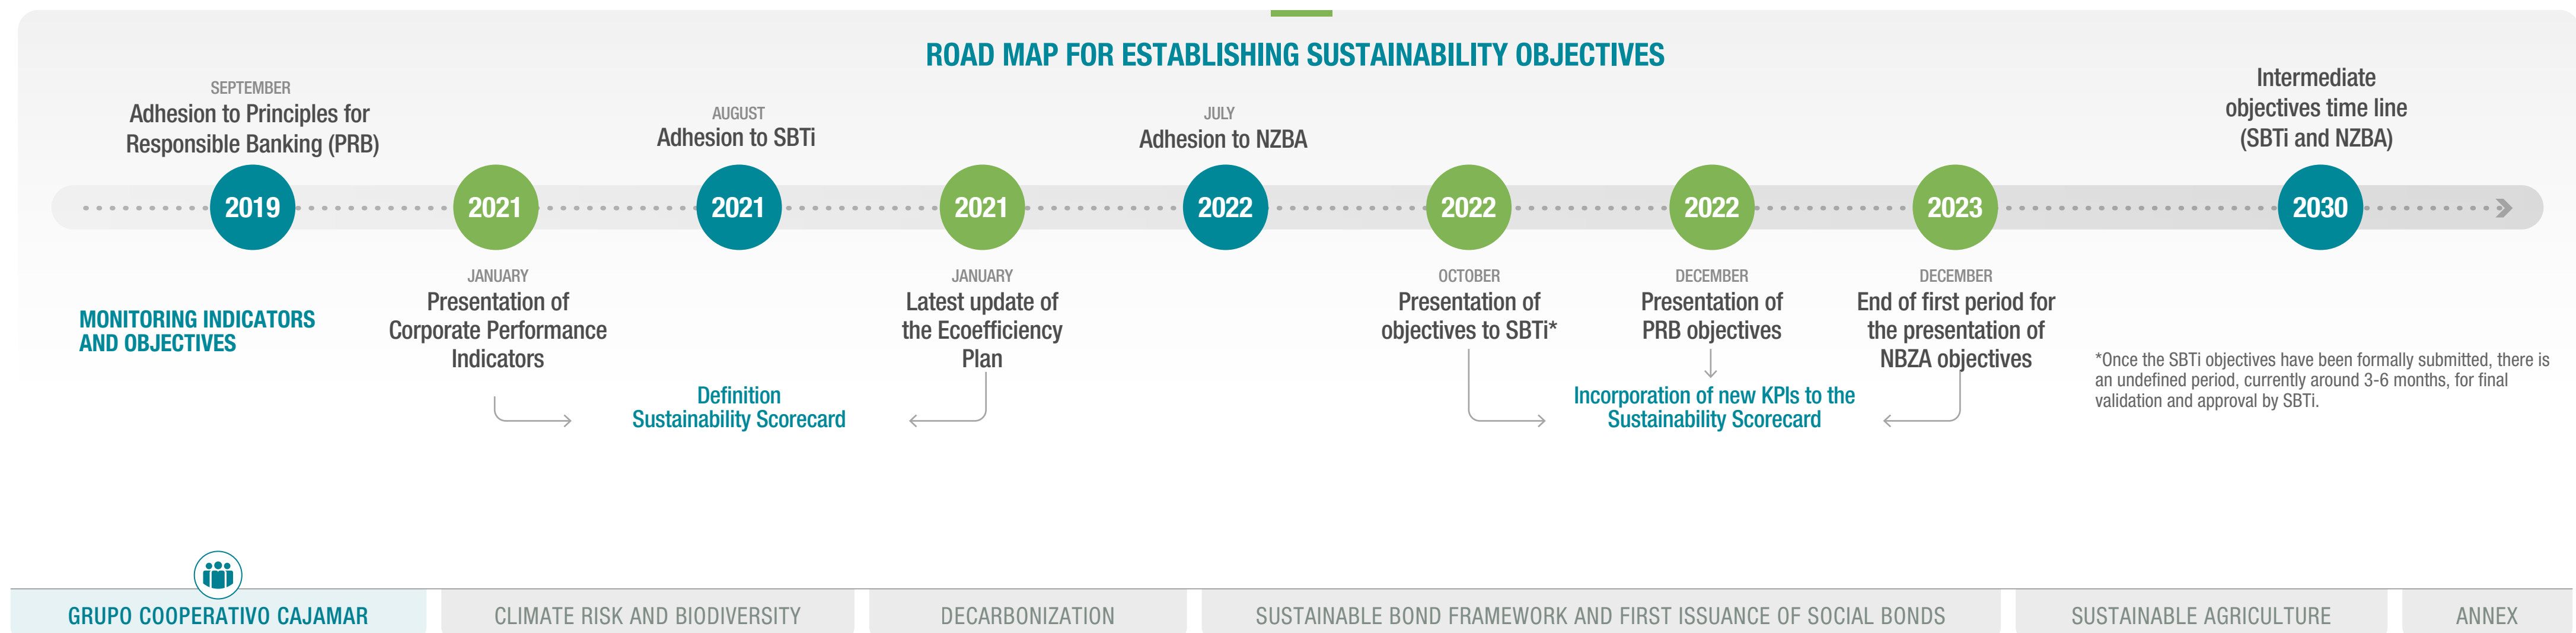 ROAD MAP FOR ESTABLISHING SUSTAINABILITY OBJECTIVES
SEPTEMBER
Adhesion to Principles for
Responsible Banking (PRB)
AUGUST
Adhesion to SBTi
JULY
Adhesion to NZBA
Intermediate
objectives time line
(SBTi and NZBA)
2019
2021
2021
2021
2022
2022
2022
2023
2030
MONITORING INDICATORS
AND OBJECTIVES
JANUARY
Presentation of
Corporate Performance
Indicators
JANUARY
Latest update of
the Ecoefficiency
Plan
OCTOBER
Presentation of
objectives to SBTi*
DECEMBER
Presentation of
PRB objectives
DECEMBER
End of first period for
the presentation of
NBZA objectives
Definition
Sustainability Scorecard
Incorporation of new KPIs to the
Sustainability Scorecard
*Once the SBTi objectives have been formally submitted, there is
an undefined period, currently around 3-6 months, for final
validation and approval by SBTi.
GRUPO COOPERATIVO CAJAMAR
CLIMATE RISK AND BIODIVERSITY
DECARBONIZATION
SUSTAINABLE BOND FRAMEWORK AND FIRST ISSUANCE OF SOCIAL BONDS
SUSTAINABLE AGRICULTURE
ANNEX